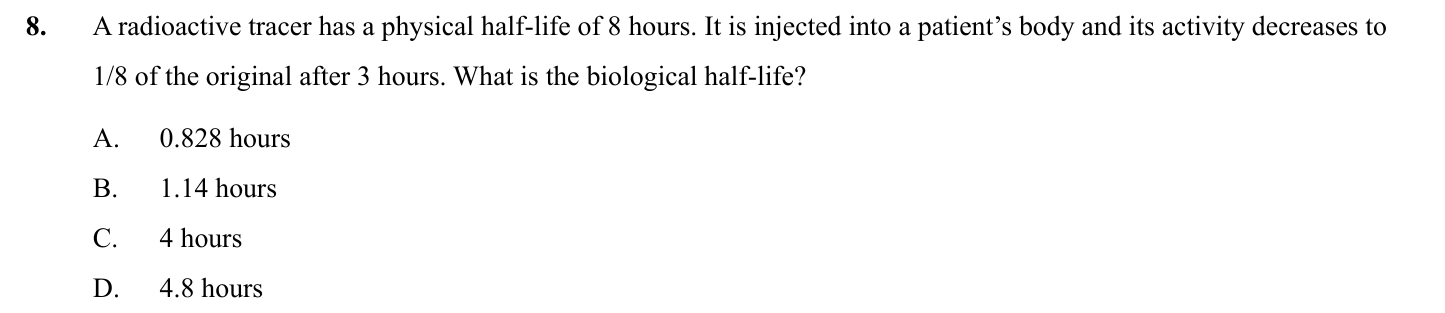 8. A radioactive tracer has a physical half-life of 8 hours. It is injected into a patient’s body and its activity decreases to
1/8 of the original after 3 hours. What is the biological half-life?
A. 0.828 hours
B. 1.14 hours
C. 4 hours
D. 4.8 hours